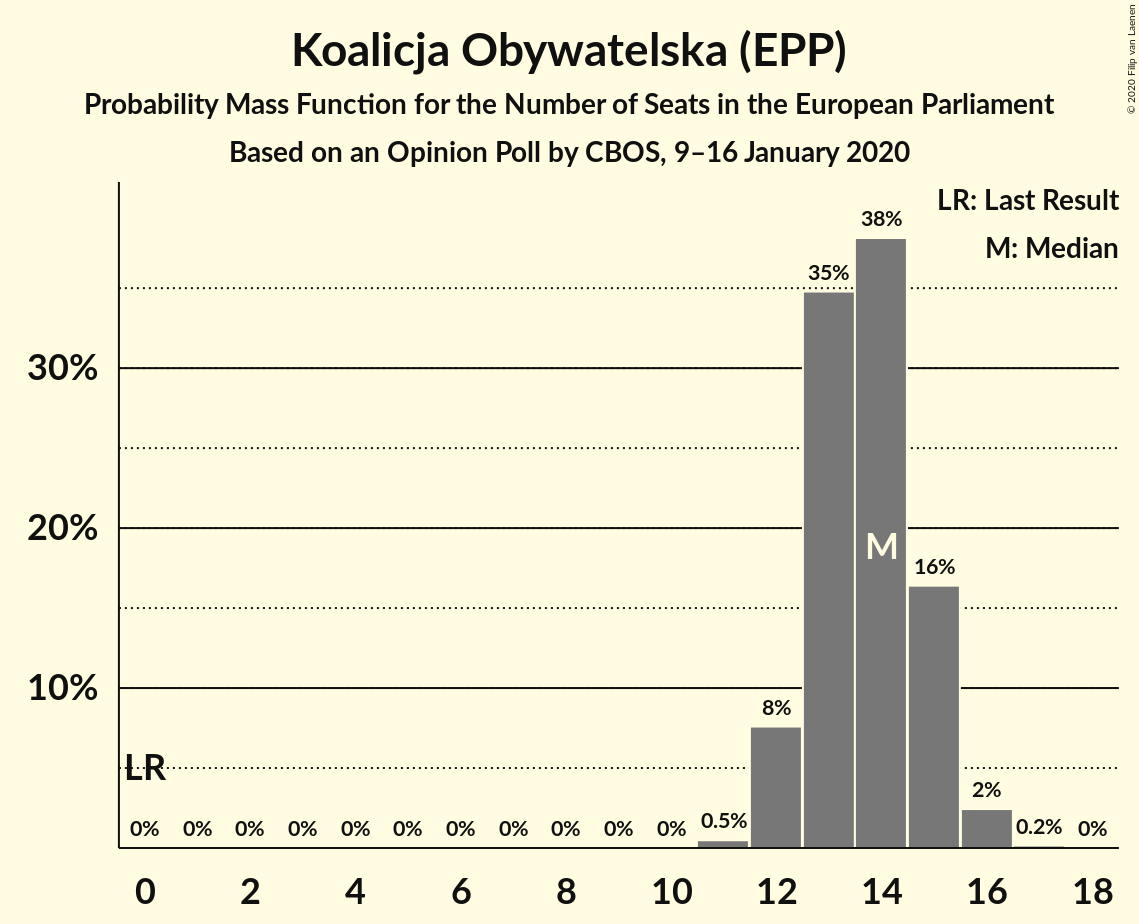 Koalicja Obywatelska (EPP)
Probability Mass Function for the Number of Seats in the European Parliament
Based on an Opinion Poll by CBOS, 9–16 January 2020
© 2020 Filip van Laenen
LR: Last Result
M: Median
38%
35%
30%
20%
M
16%
10%
8%
LR
2%
0% 0% 0% 0% 0% 0% 0% 0% 0% 0% 0% 0.5% 0.2% 0%
0 2 4 6 8 10 12 14 16 18